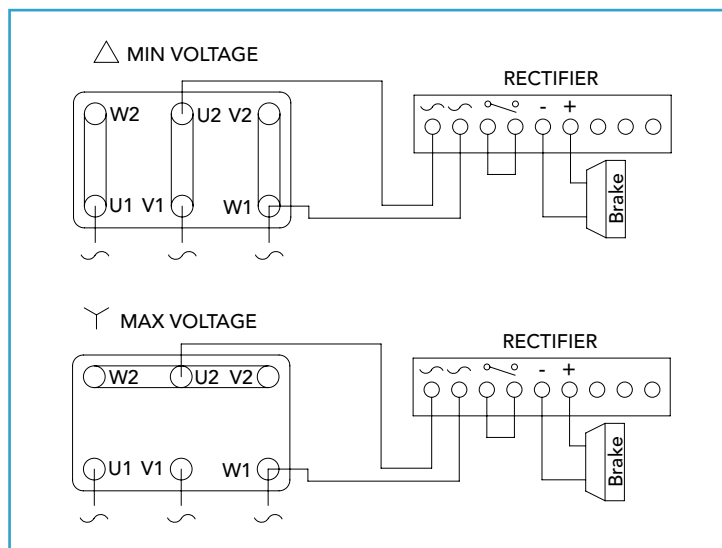 △ MIN VOLTAGE
RECTIFIER
- +
W2 U2 V2
U1 V1 W1
Brake
MAX VOLTAGE
RECTIFIER
- +
W2 U2 V2
U1 V1 W1
Brake